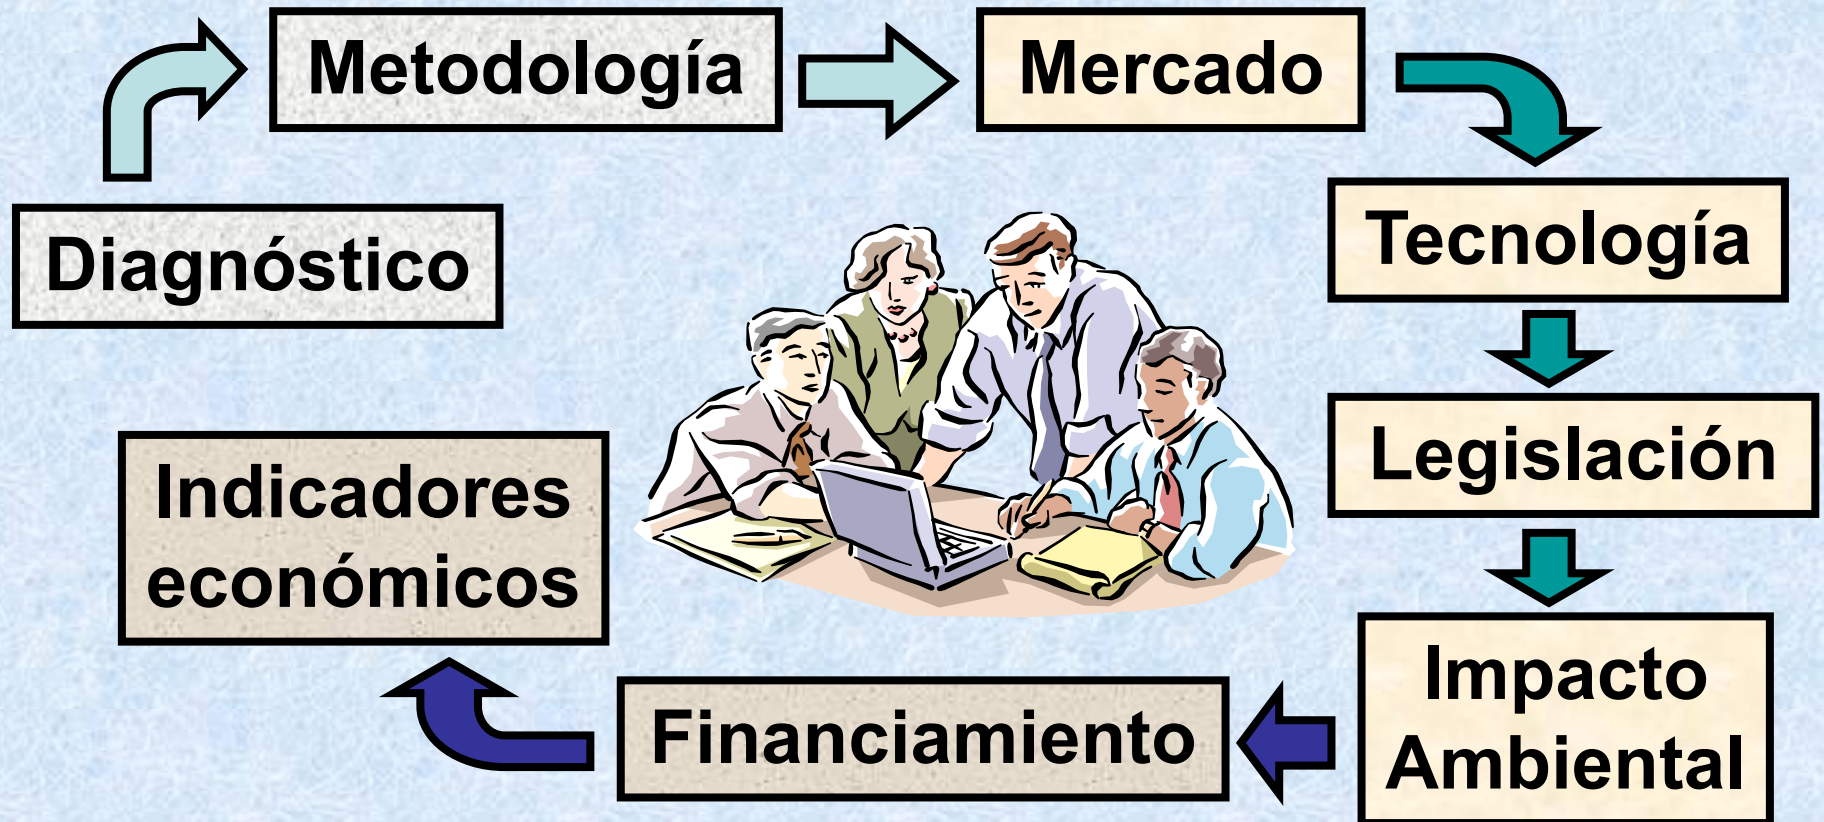 Diagnóstico
Metodología
Mercado
Tecnología
Legislación
Impacto
Ambiental
Financiamiento
Indicadores
económicos